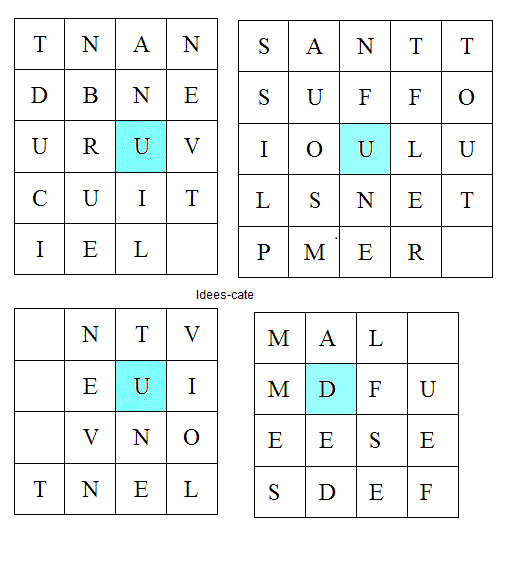 T N A N
D B N E
U R U V
C U I T
I E L
S A N T T
S U F F O
I O U L U
L S N E T
P M E R
Idees-cate
N T V
E U I
V N O
T N E L
M A L
M D F U
E E S E
S D E F